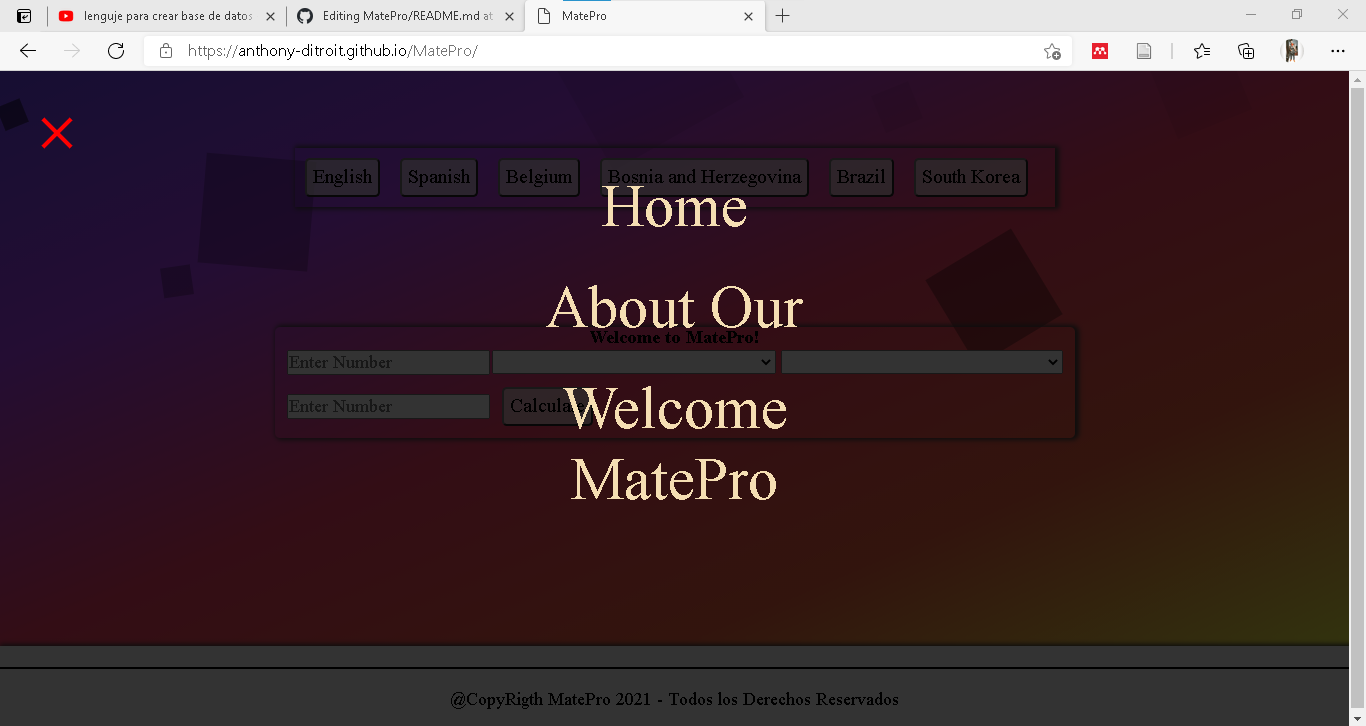 lenguje para crear base de datos
Editing MatePro/README.md at
MatePro
https://anthony-ditroit.github.io/MatePro/
English Spanish Belgium Bosnia and Herzegovina Brazil South Korea
Home
About Our
Welcome to MatePro!
Enter Number
Enter Number Calculate
Welcome
MatePro
@CopyRigth MatePro 2021 - Todos los Derechos Reservados